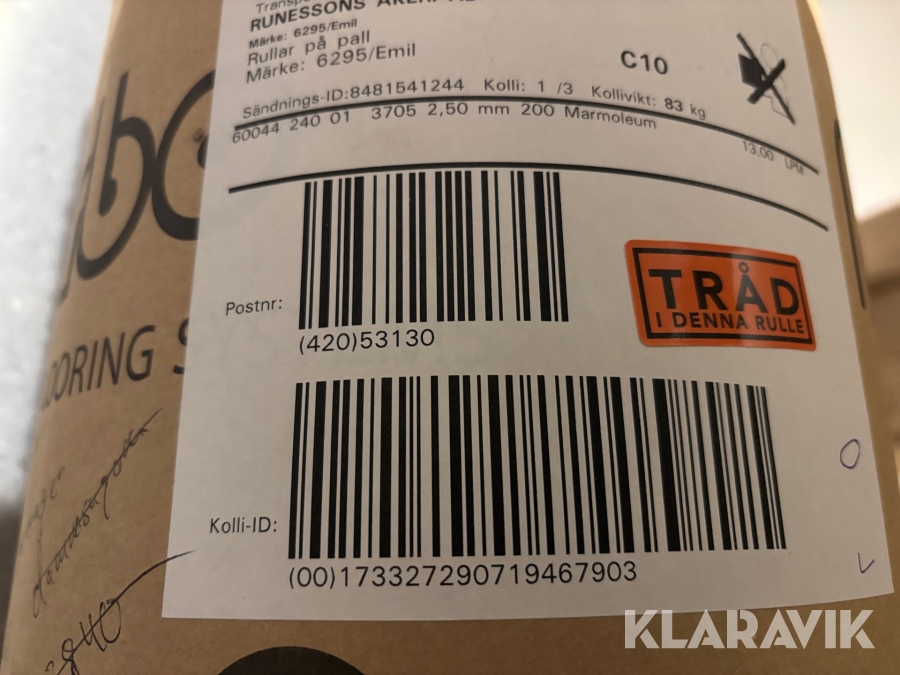 RUNESSONS ÅKERI
Märke: 6295/Emil
Rullar på pall
Märke: 6295/Emil
C10
Sändnings-ID:8481541244 Kolli: 1 /3 Kollivikt: 83 kg
60044 240 01 3705 2,50 mm 200 Marmoleum
13,00 LPM
Postnr:
(420)53130
TRÅD
I DENNA RULLE
Kolli-ID:
(00)173327290719467903
KLARAVIK